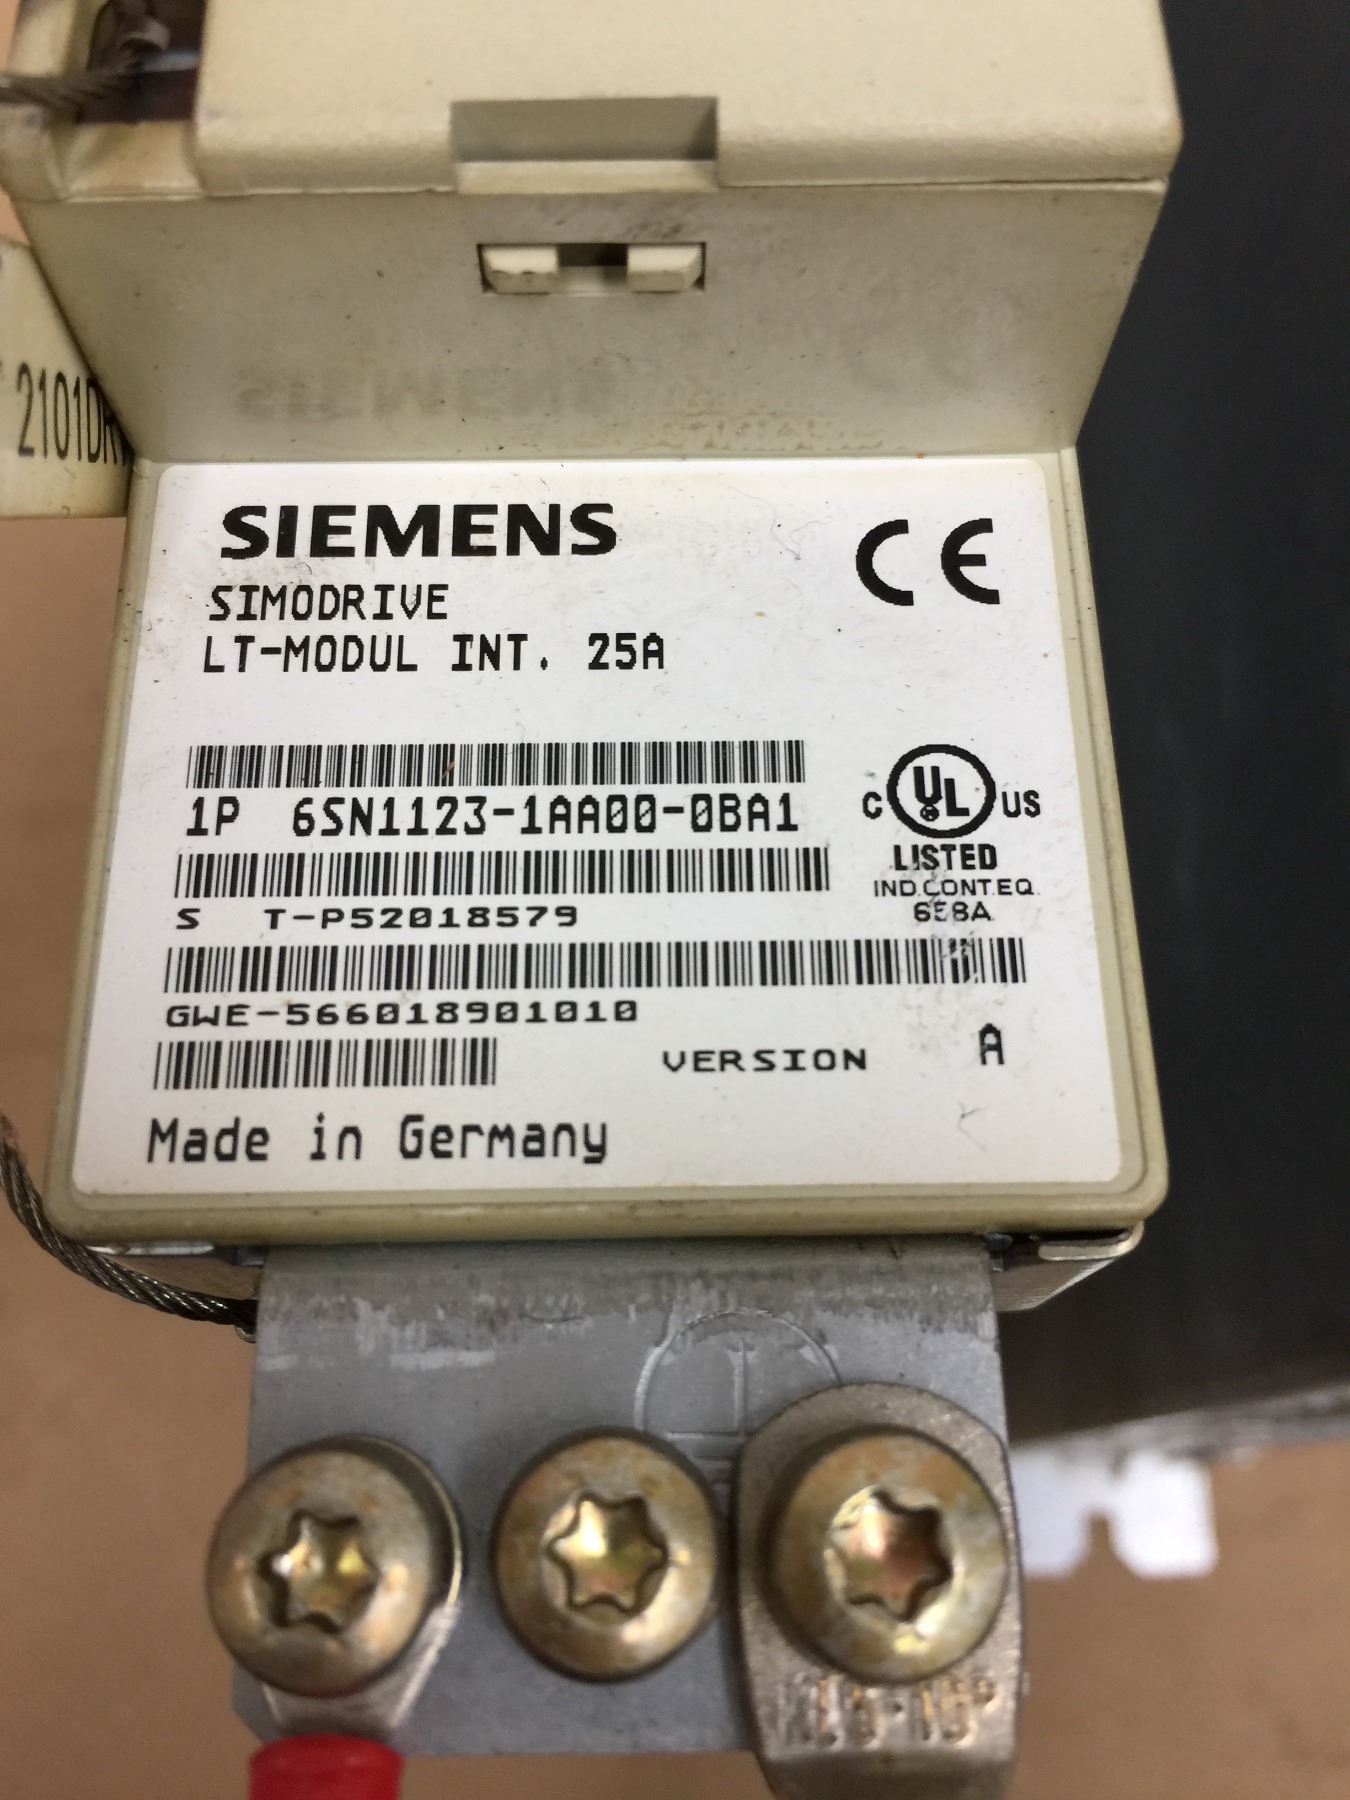 2101DR
SIEMENS
CE
SIMODRIVE
LT-MODUL INT. 25A
1P 6SN1123-1AA00-0BA1
C UL US
LISTED
IND.CONT.EQ.
658A
S T-P52018579
GWE-566018901010
VERSION A
Made in Germany